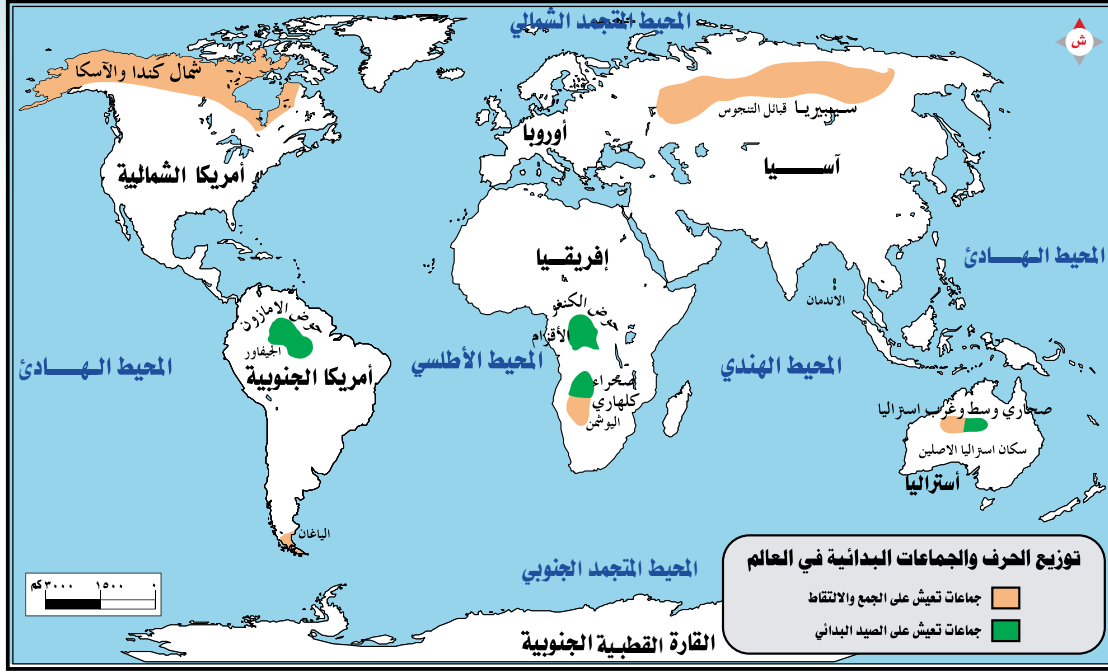 المحيط المتجمد الشمالي
ش
شمال كندا والآسكا
سيبيريا قبائل التنجوس
أوروبا
آسيا
أمريكا الشمالية
المحيط الهادئ
إفريقيا
الاندمان
حوض الكنغو
الأقزام
حوض الامازون
الجيفاور
المحيط الهادئ
أمريكا الجنوبية
المحيط الأطلسي
المحيط الهندي
صحراء
كلهاري
البوشمن
صحاري وسط وغرب استراليا
سكان استراليا الاصلين
أستراليا
الياغان
المحيط المتجمد الجنوبي
القارة القطبية الجنوبية
٣٠٠٠ كم ١٥٠٠ ٠
توزيع الحرف والجماعات البدائية في العالم
جماعات تعيش على الجمع والالتقاط
جماعات تعيش على الصيد البدائي